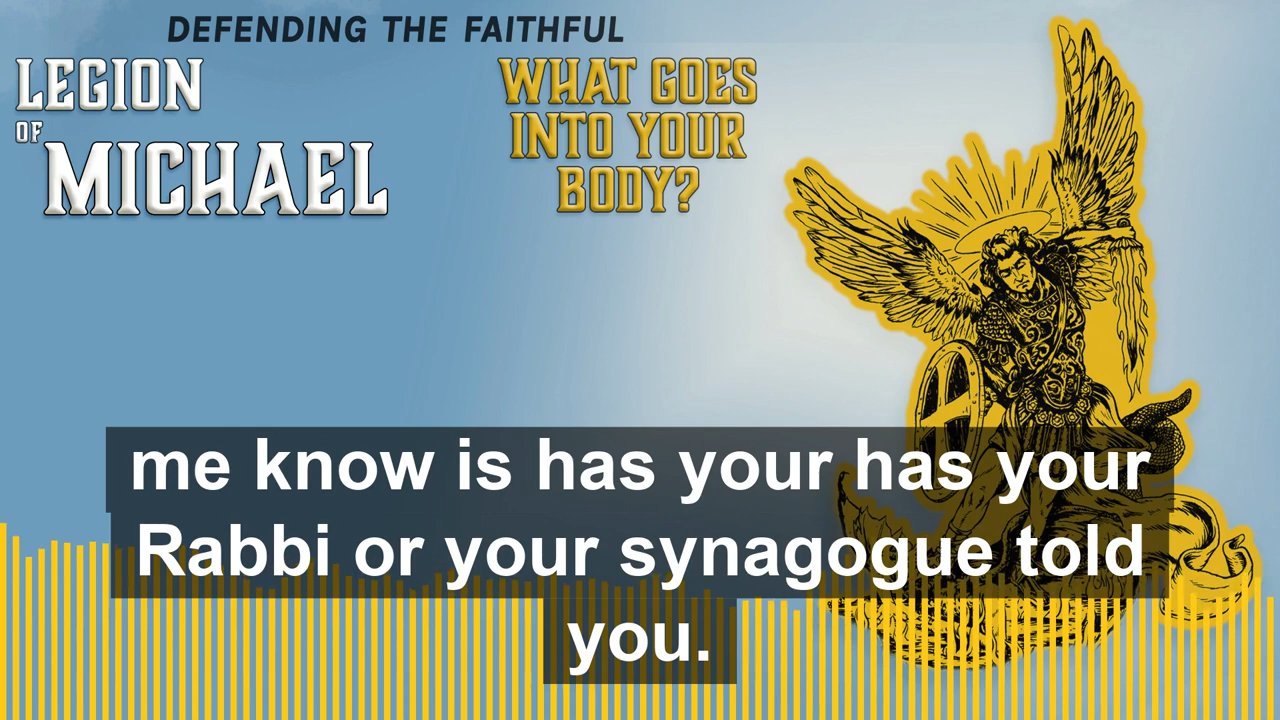 DEFENDING THE FAITHFUL
LEGION
OF
MICHAEL
WHAT GOES
INTO YOUR
BODY?
me know is has your has your
Rabbi or your synagogue told
you.